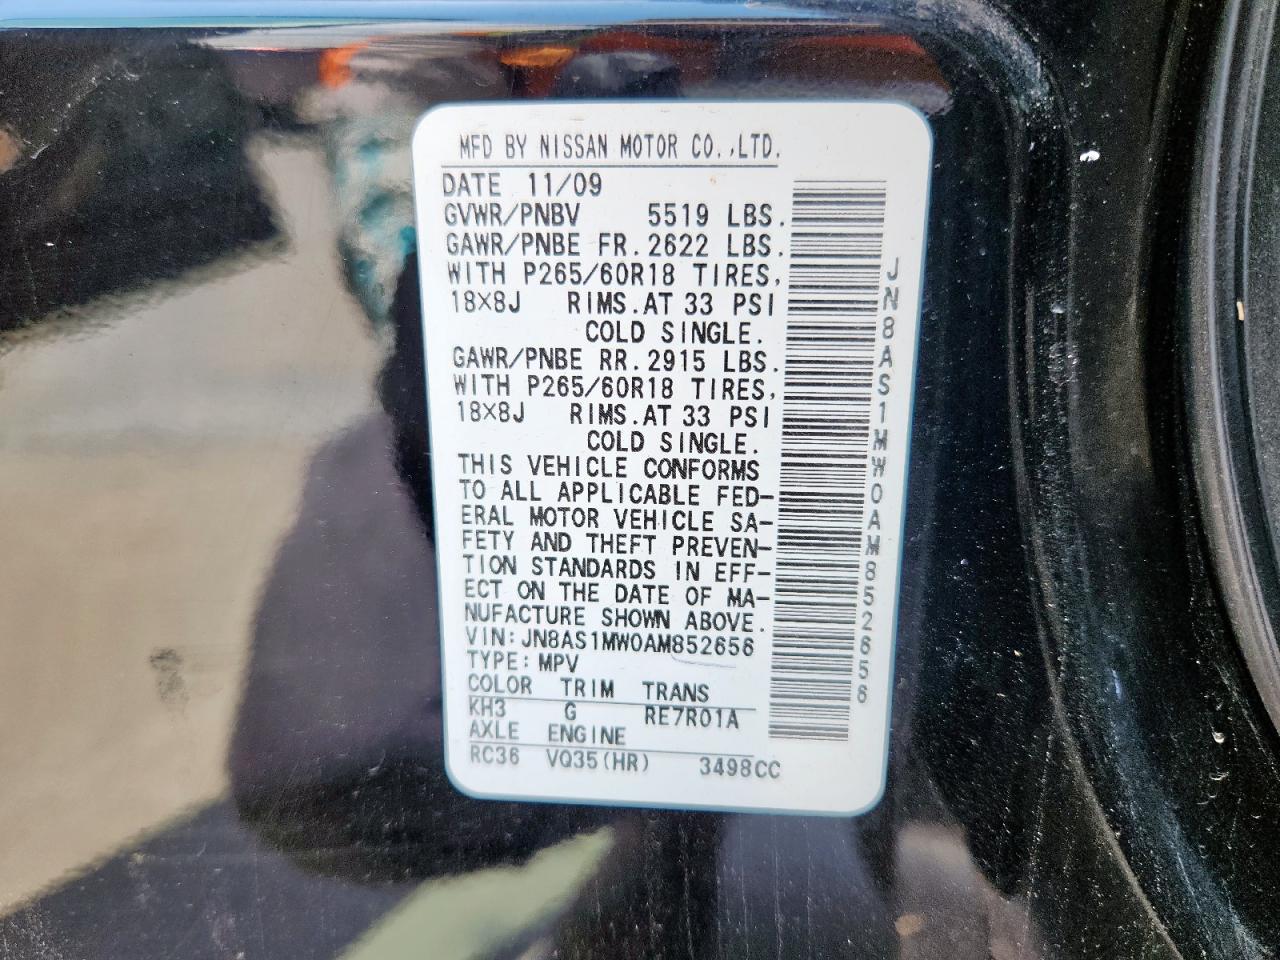 MFD BY NISSAN MOTOR CO.,LTD.
DATE 11/09
GVWR/PNBV 5519 LBS.
GAWR/PNBE FR.2622 LBS.
WITH P265/60R18 TIRES,
18X8J RIMS.AT 33 PSI
COLD SINGLE.
GAWR/PNBE RR.2915 LBS.
WITH P265/60R18 TIRES,
18X8J RIMS.AT 33 PSI
COLD SINGLE.
THIS VEHICLE CONFORMS
TO ALL APPLICABLE FED-
ERAL MOTOR VEHICLE SA-
FETY AND THEFT PREVEN-
TION STANDARDS IN EFF-
ECT ON THE DATE OF MA-
NUFACTURE SHOWN ABOVE.
VIN:JN8AS1MW0AM852656
TYPE:MPV
COLOR TRIM TRANS
KH3 G RE7R01A
AXLE ENGINE
RC36 VQ35(HR) 3498CC
JN8AS1MW0AM852656